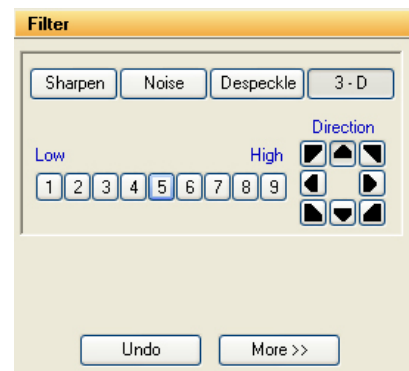 Filter
Sharpen Noise Despeckle 3 - D
Direction
Low High
1 2 3 4 5 6 7 8 9
Undo More >>